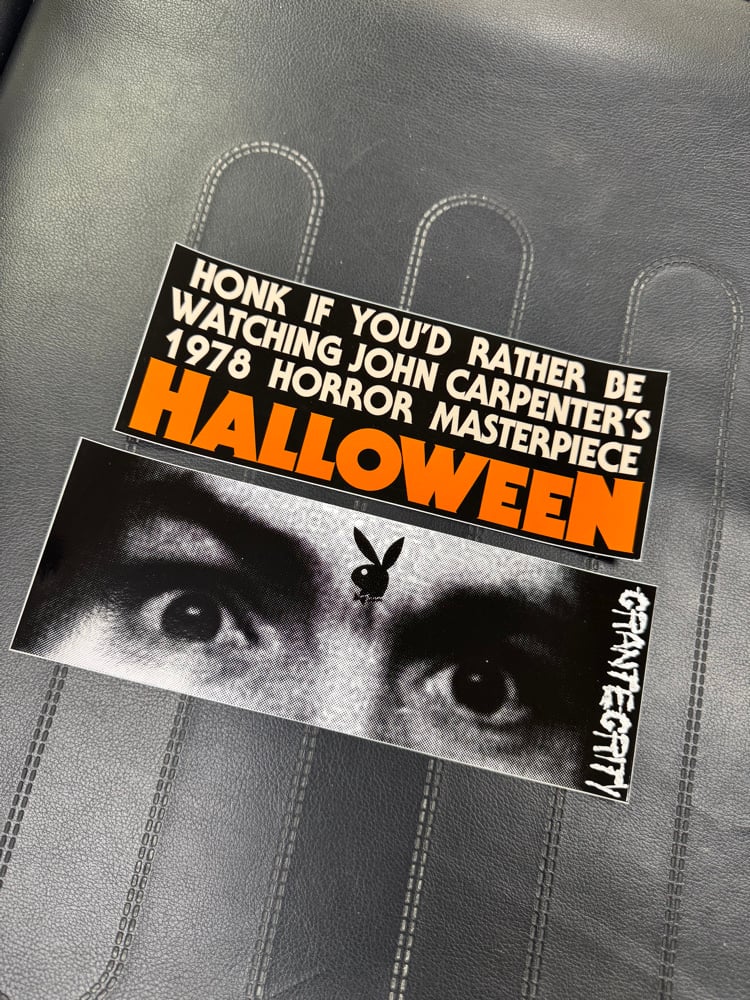 HONK IF YOU'D RATHER BE
WATCHING JOHN CARPENTER'S
1978 HORROR MASTERPIECE
HALLOWEEN
GRANTEGRITY